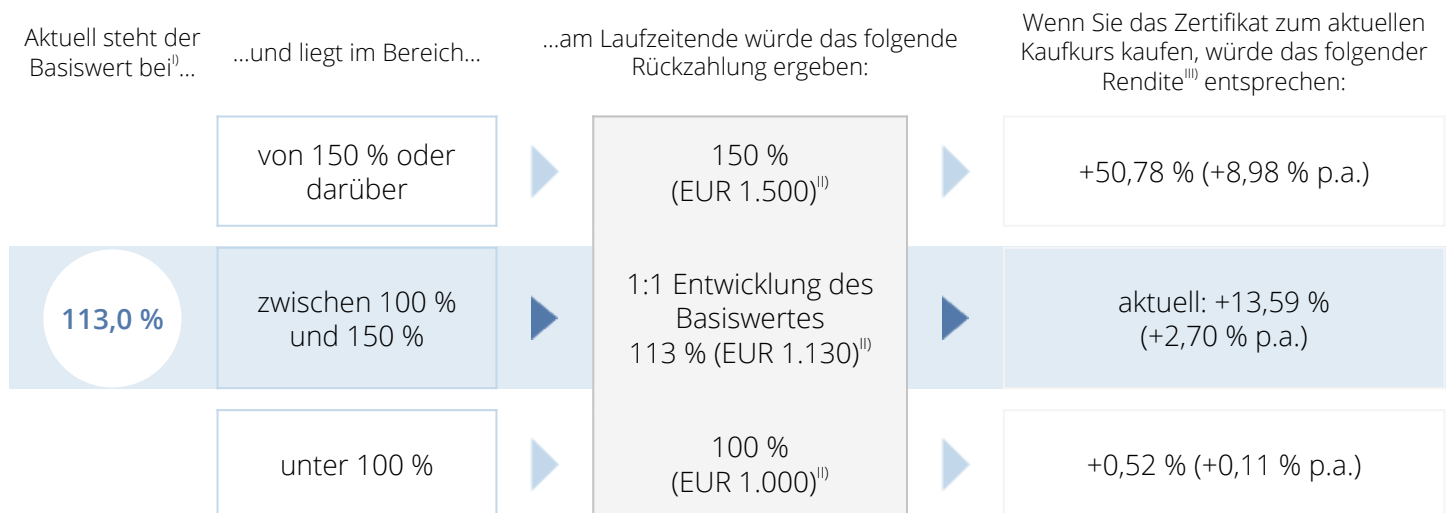 Aktuell steht der
Basiswert bei^I)...
...und liegt im Bereich...
...am Laufzeitende würde das folgende
Rückzahlung ergeben:
Wenn Sie das Zertifikat zum aktuellen
Kaufkurs kaufen, würde das folgender
Rendite^III) entsprechen:
von 150 % oder
darüber
150 %
(EUR 1.500)^II)
+50,78 % (+8,98 % p.a.)
113,0 %
zwischen 100 %
und 150 %
1:1 Entwicklung des
Basiswertes
113 % (EUR 1.130)^II)
aktuell: +13,59 %
(+2,70 % p.a.)
unter 100 %
100 %
(EUR 1.000)^II)
+0,52 % (+0,11 % p.a.)